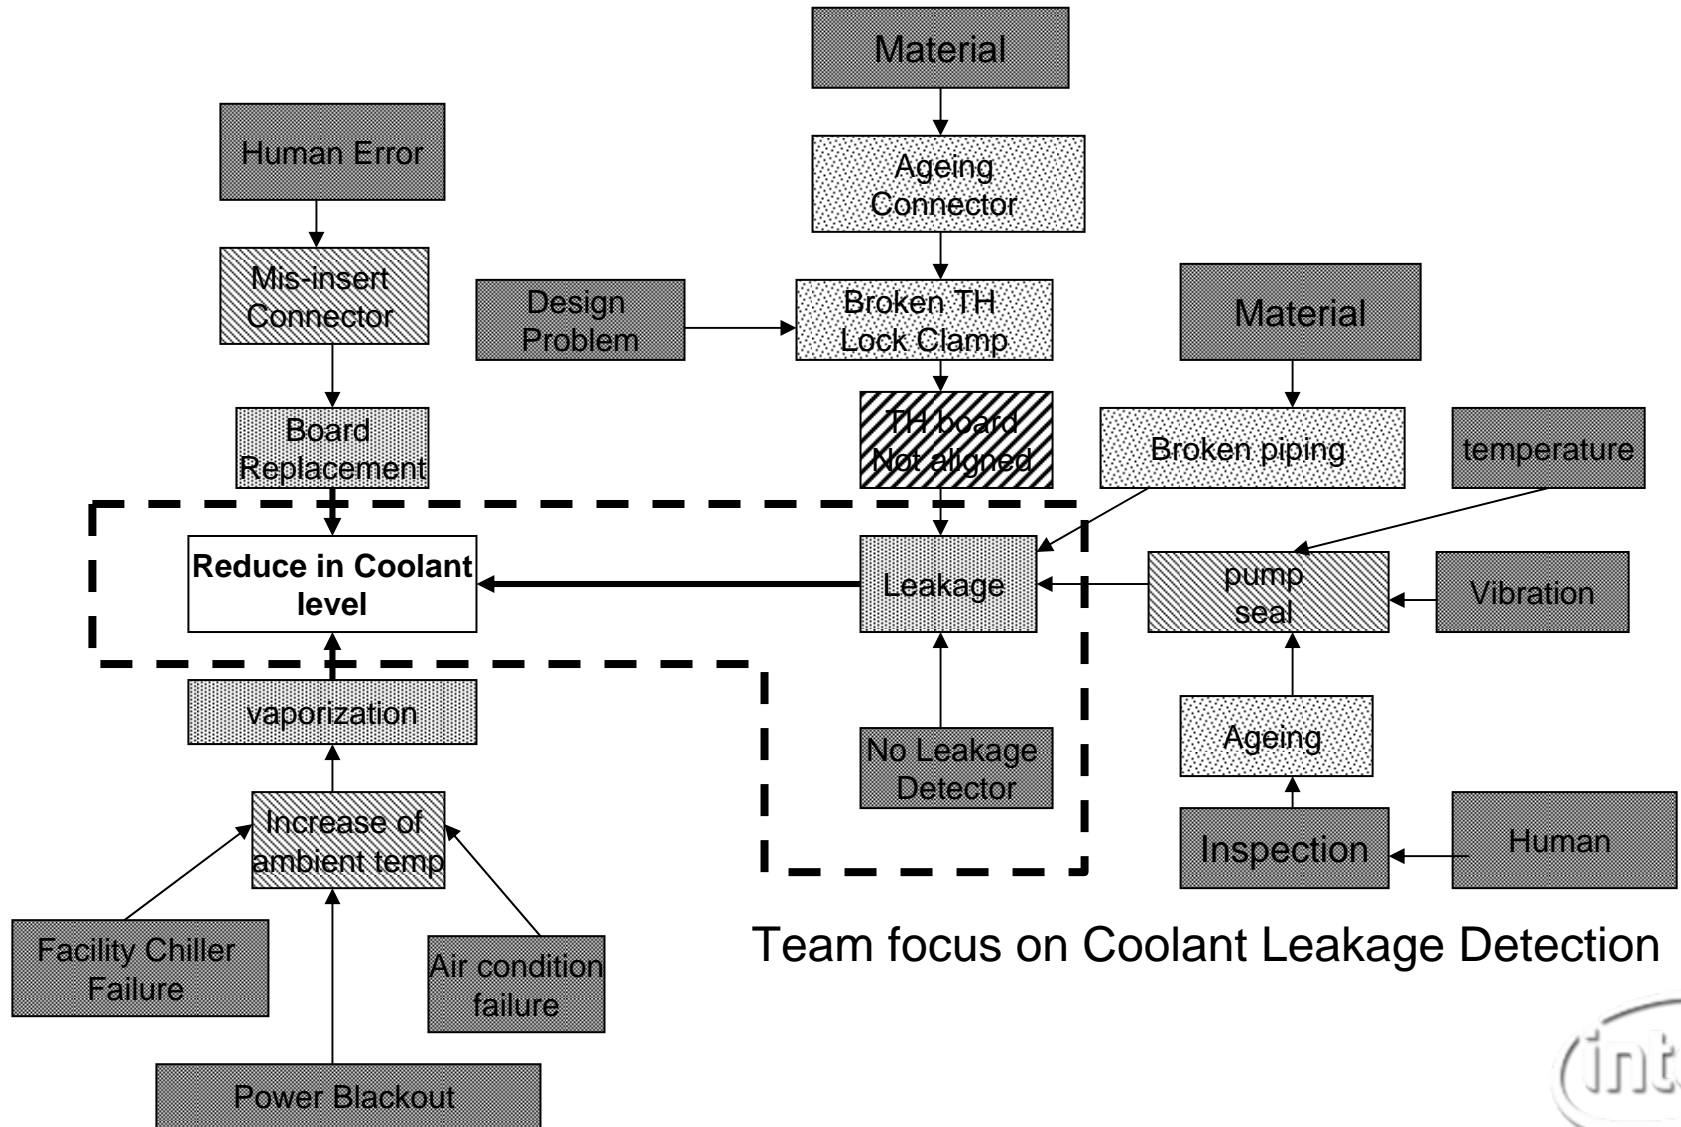 Material
Human Error
Ageing
Connector
Mis-insert
Connector
Design
Problem
Broken TH
Lock Clamp
Material
Board
Replacement
TH board
Not aligned
Broken piping
temperature
Reduce in Coolant
level
Leakage
pump
seal
Vibration
vaporization
No Leakage
Detector
Ageing
Increase of
ambient temp
Inspection
Human
Facility Chiller
Failure
Air condition
failure
Team focus on Coolant Leakage Detection
Power Blackout